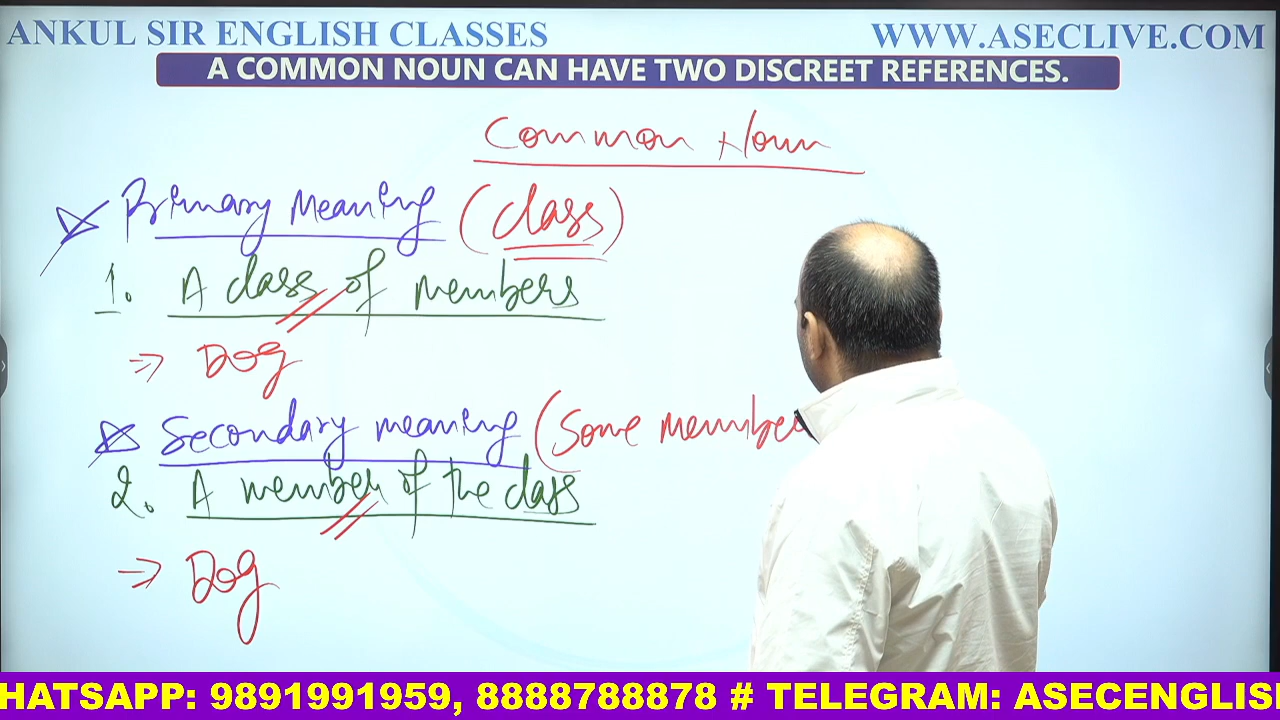 ANKUL SIR ENGLISH CLASSES
WWW.ASECLIVE.COM
A COMMON NOUN CAN HAVE TWO DISCREET REFERENCES.
Common Noun
Primary Meaning (class)
1. A class of members
⇒ Dog
Secondary meaning (Some member
2. A member of the class
⇒ Dog
HATSAPP: 9891991959, 8888788878 # TELEGRAM: ASECENGLIS